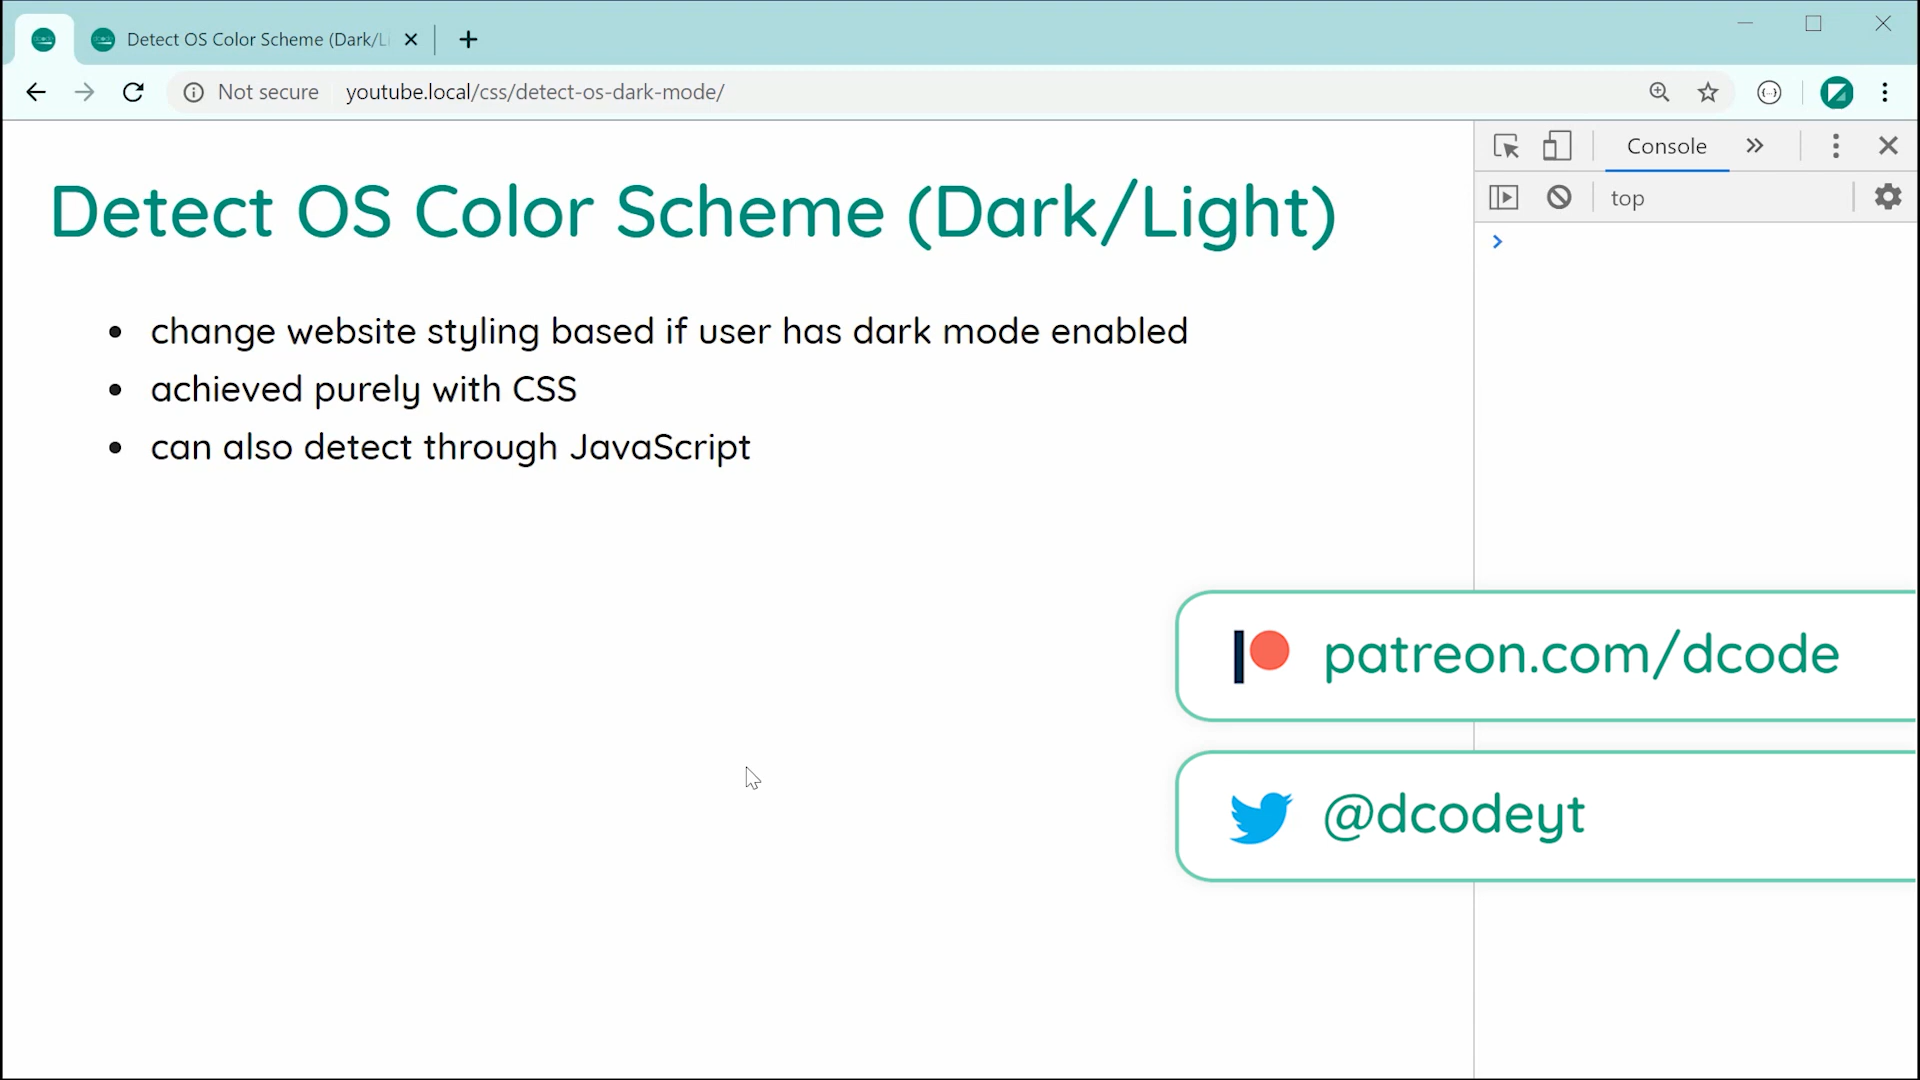 Detect OS Color Scheme (Dark/Li
Not secure youtube.local/css/detect-os-dark-mode/
Console
top
Detect OS Color Scheme (Dark/Light)
change website styling based if user has dark mode enabled
achieved purely with CSS
can also detect through JavaScript
patreon.com/dcode
@dcodeyt